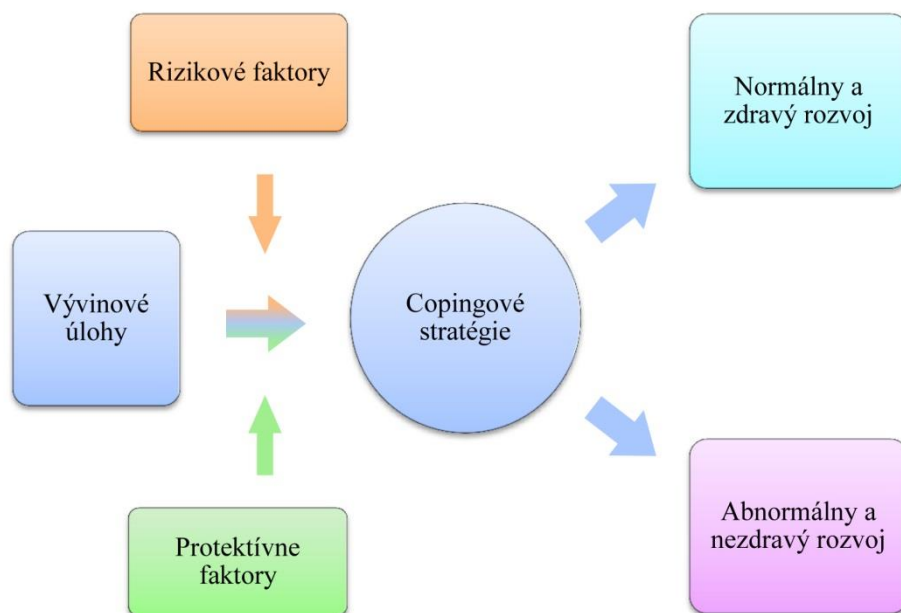 Rizikové faktory
Normálny a
zdravý rozvoj
Vývinové
úlohy
Copingové
stratégie
Protektívne
faktory
Abnormálny a
nezdravý rozvoj